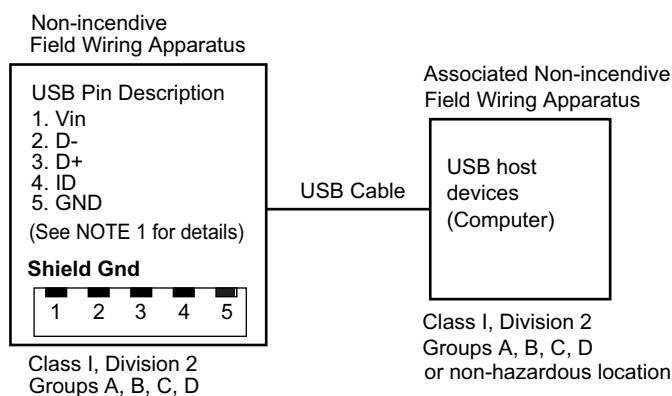 Non-incendive
Field Wiring Apparatus
USB Pin Description
1. Vin
2. D-
3. D+
4. ID
5. GND
(See NOTE 1 for details)
Shield Gnd
1 2 3 4 5
Class I, Division 2
Groups A, B, C, D
USB Cable
Associated Non-incendive
Field Wiring Apparatus
USB host
devices
(Computer)
Class I, Division 2
Groups A, B, C, D
or non-hazardous location